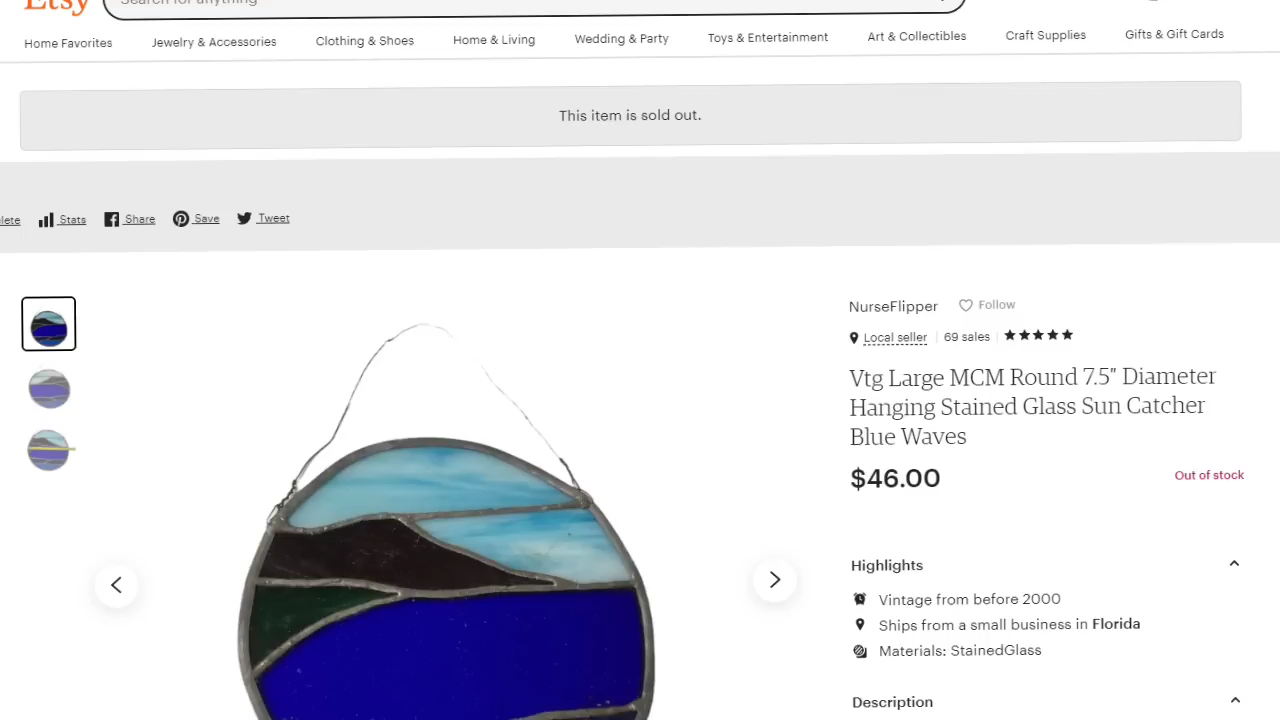 Etsy
Search for anything
Home Favorites Jewelry & Accessories Clothing & Shoes Home & Living Wedding & Party Toys & Entertainment Art & Collectibles Craft Supplies Gifts & Gift Cards
This item is sold out.
Stats Share Save Tweet
NurseFlipper Follow
Local seller 69 sales
Vtg Large MCM Round 7.5" Diameter
Hanging Stained Glass Sun Catcher
Blue Waves
$46.00 Out of stock
Highlights
Vintage from before 2000
Ships from a small business in Florida
Materials: StainedGlass
Description